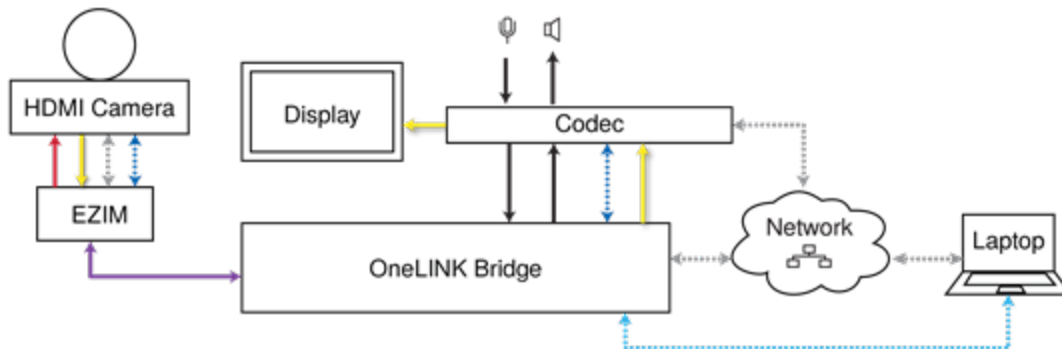 HDMI Camera
EZIM
Display
Codec
OneLINK Bridge
Network
Laptop